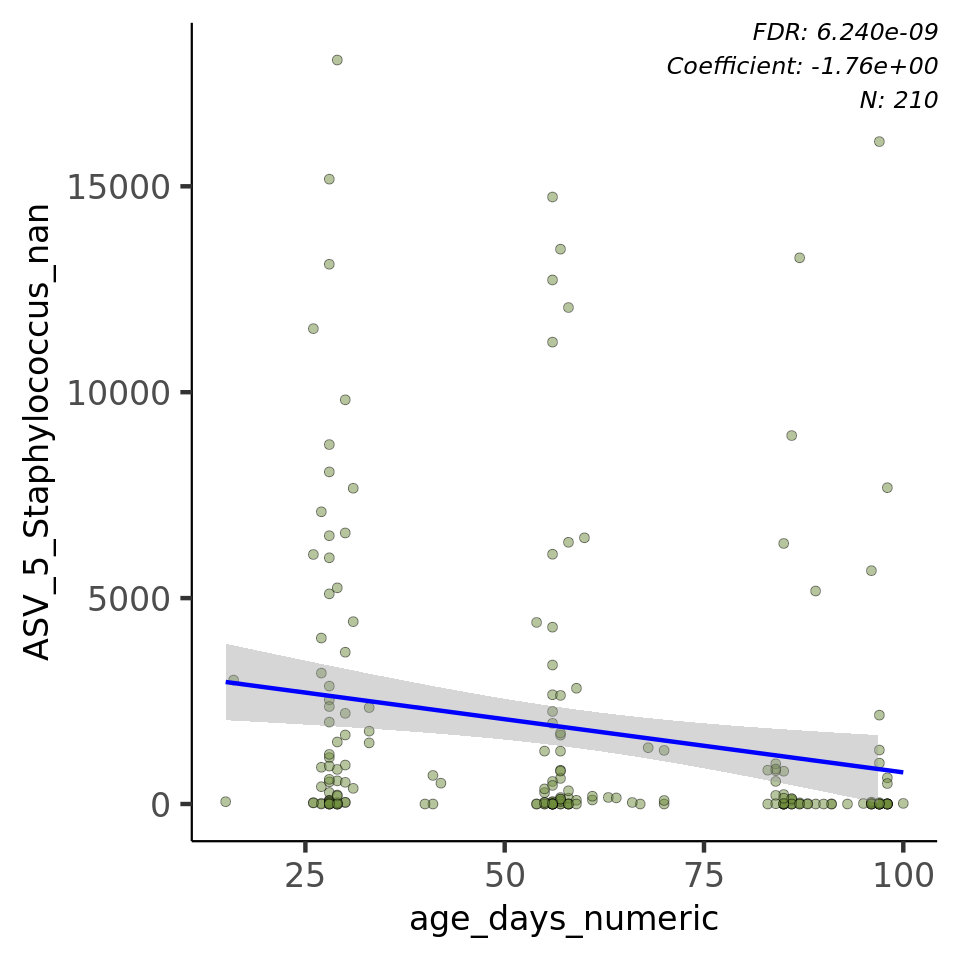 FDR: 6.240e-09
Coefficient: -1.76e+00
N: 210
ASV_5_Staphylococcus_nan
15000
10000
5000
0
25 50 75 100
age_days_numeric